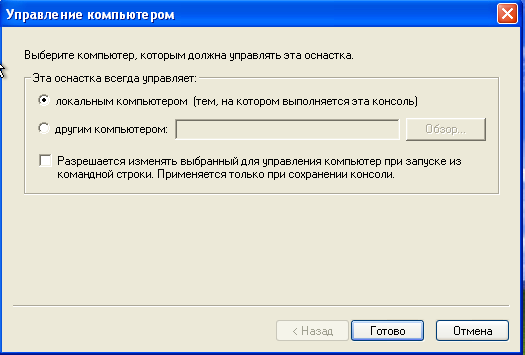 Управление компьютером
Выберите компьютер, которым должна управлять эта оснастка.
Эта оснастка всегда управляет:
локальным компьютером (тем, на котором выполняется эта консоль)
другим компьютером:
Обзор...
Разрешается изменять выбранный для управления компьютер при запуске из
командной строки. Применяется только при сохранении консоли.
< Назад
Готово
Отмена